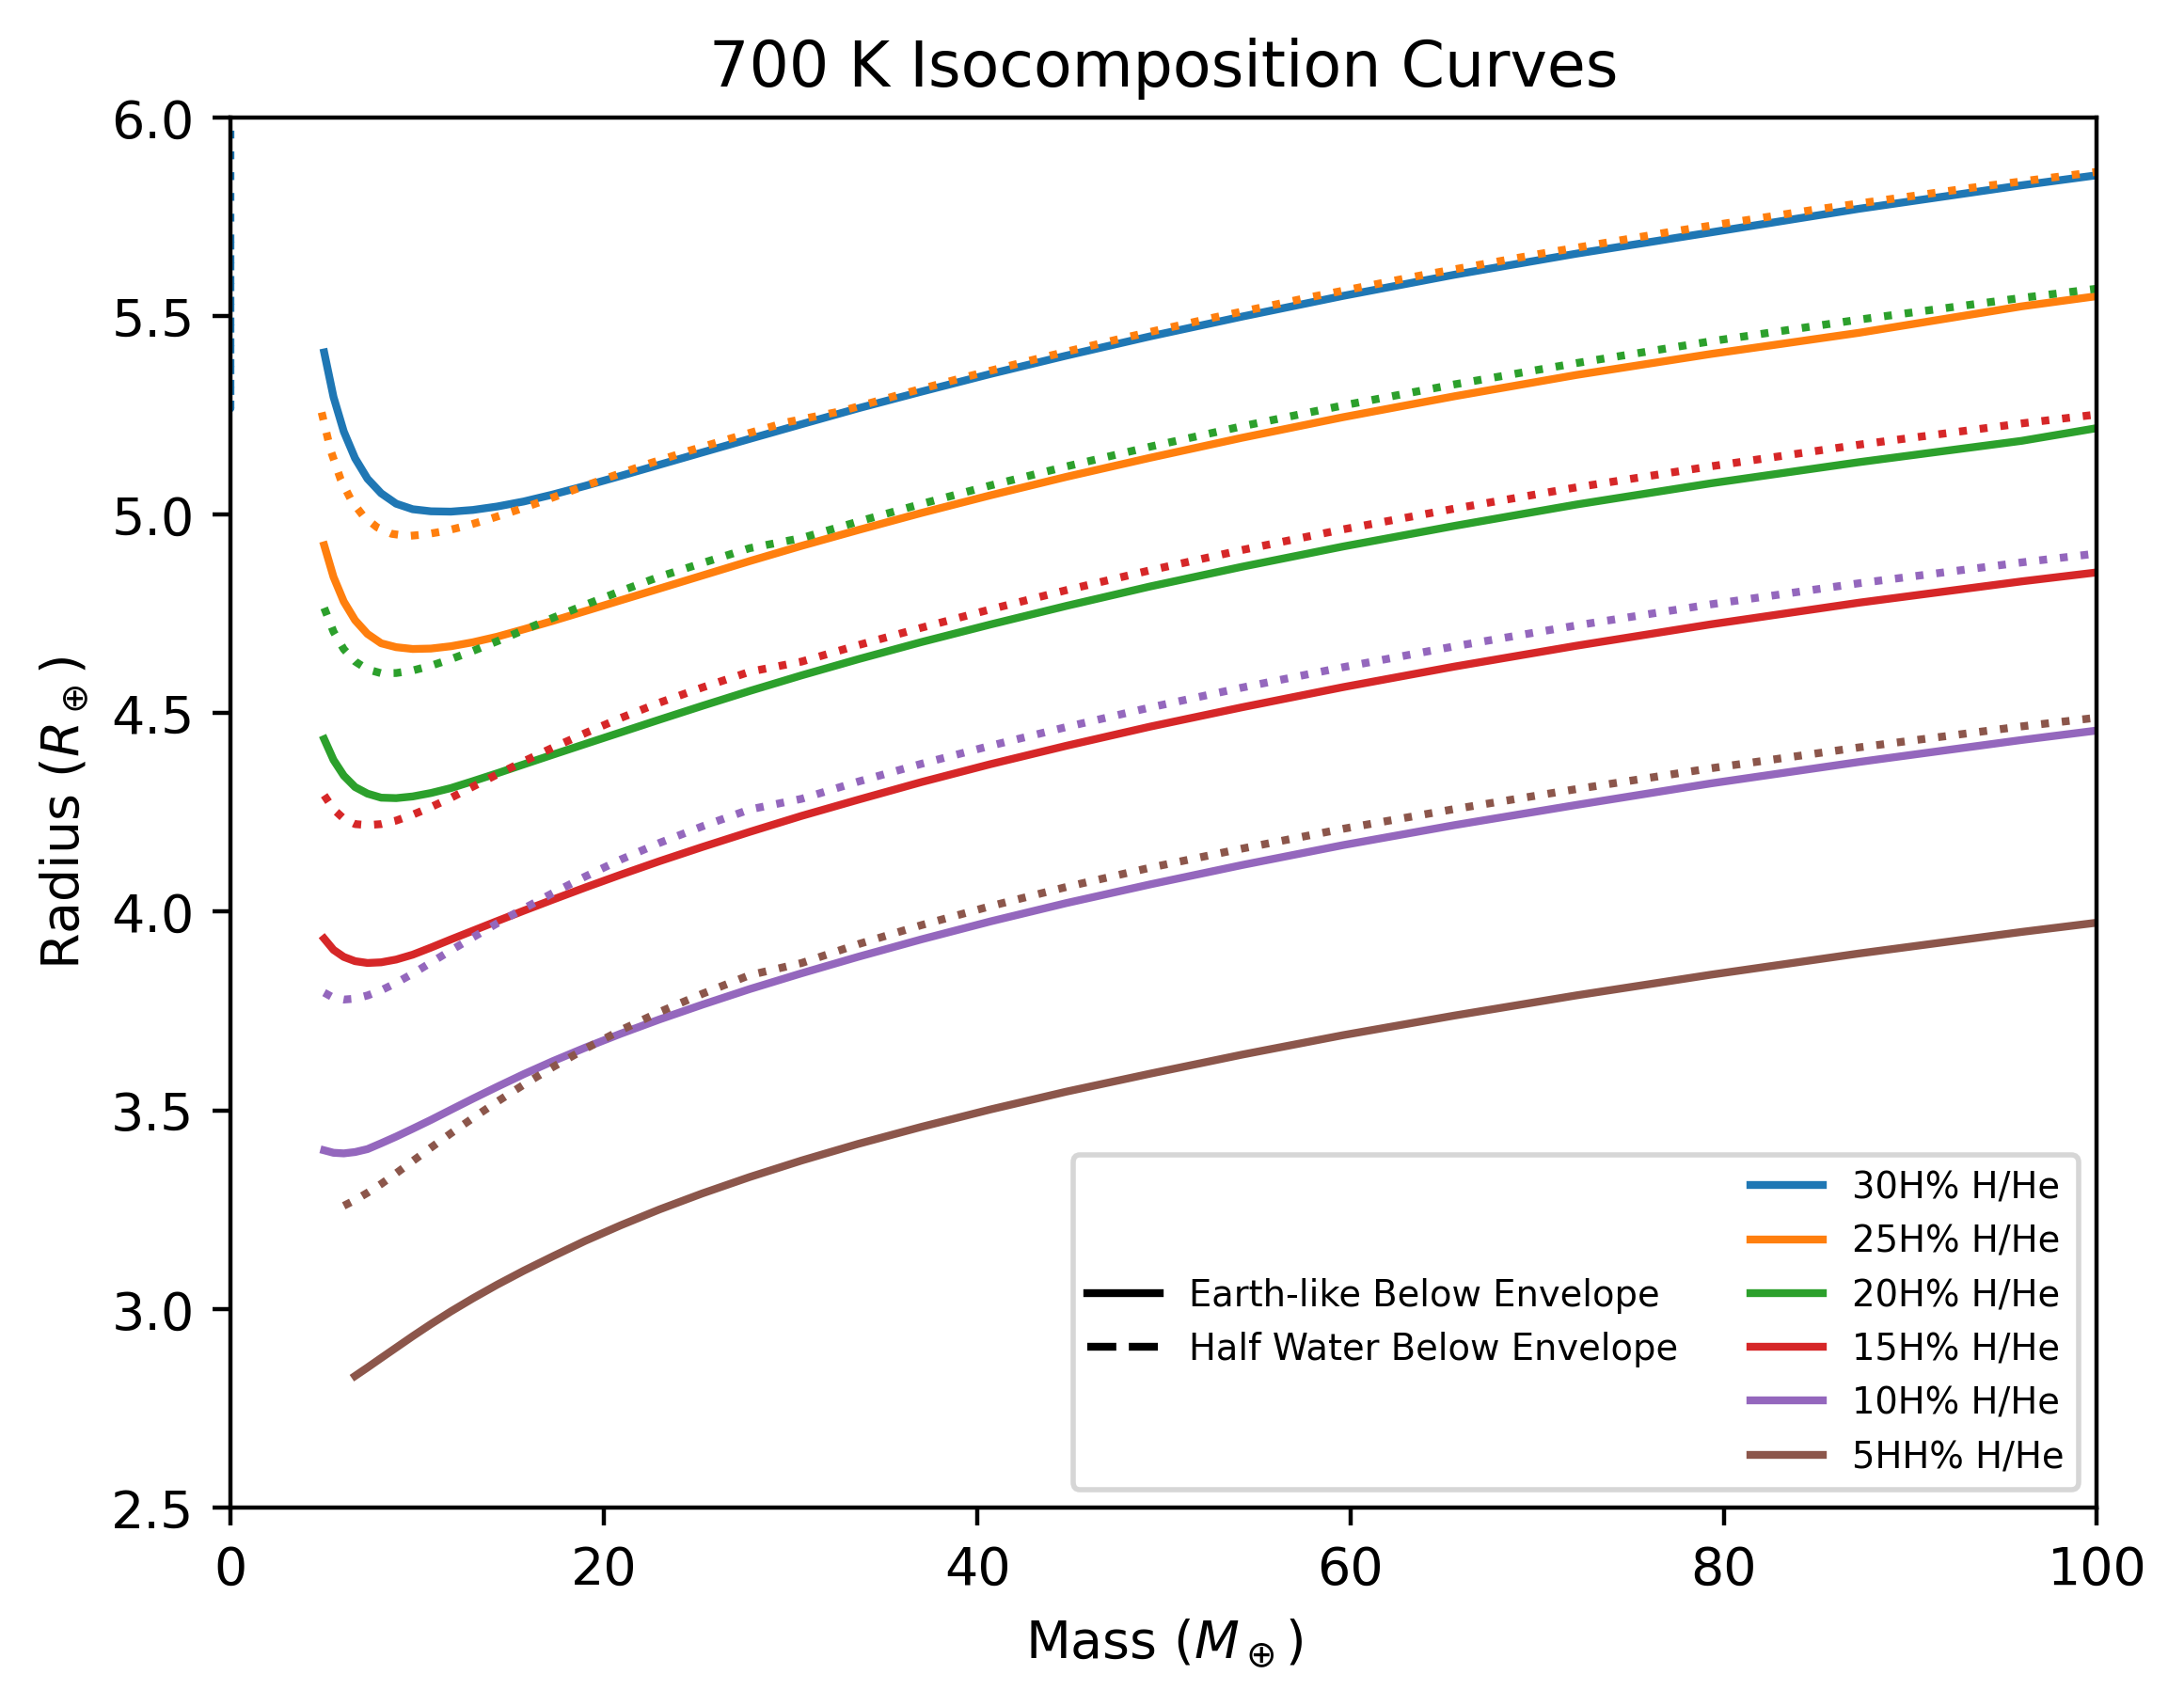 700 K Isocomposition Curves
6.0
5.5
5.0
4.5
4.0
3.5
3.0
2.5
Radius (R⊕)
0 20 40 60 80 100
Mass (M⊕)
Earth-like Below Envelope
Half Water Below Envelope
30H% H/He
25H% H/He
20H% H/He
15H% H/He
10H% H/He
5HH% H/He